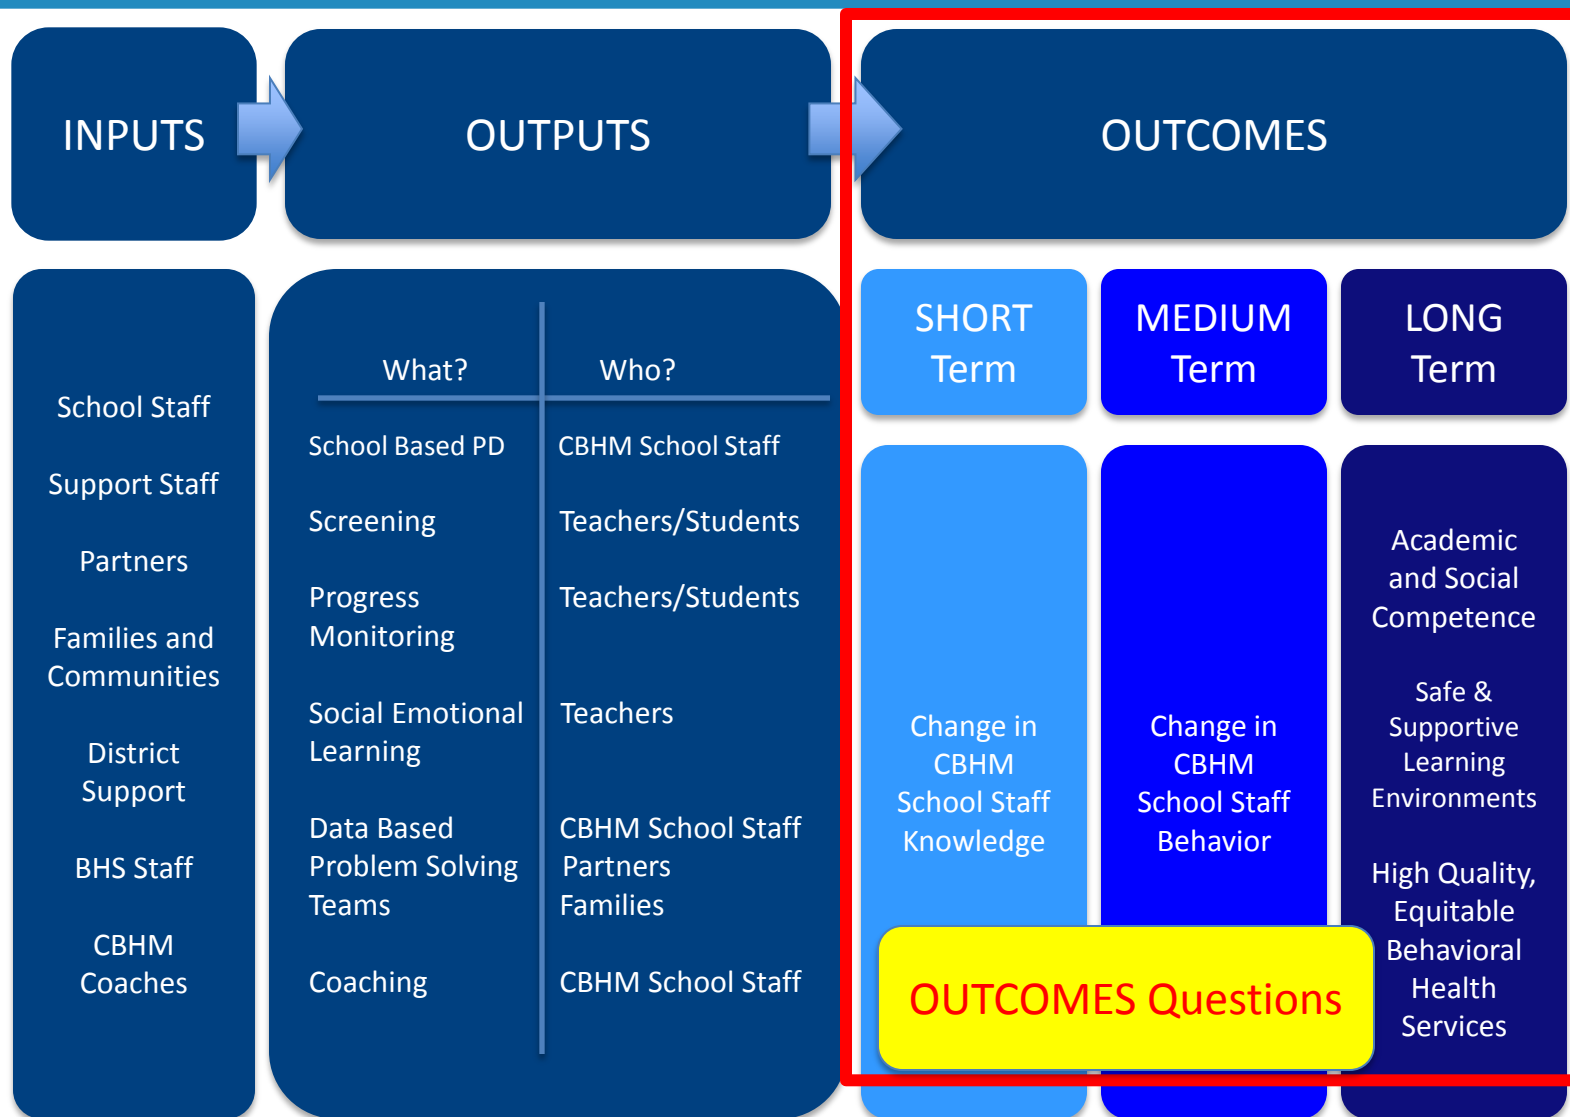 INPUTS
OUTPUTS
OUTCOMES
School Staff
Support Staff
Partners
Families and
Communities
District
Support
BHS Staff
CBHM
Coaches
What?
Who?
School Based PD
CBHM School Staff
Screening
Teachers/Students
Progress
Monitoring
Teachers/Students
Social Emotional
Learning
Teachers
Data Based
Problem Solving
Teams
CBHM School Staff
Partners
Families
Coaching
CBHM School Staff
SHORT
Term
MEDIUM
Term
LONG
Term
Change in
CBHM
School Staff
Knowledge
Change in
CBHM
School Staff
Behavior
Academic
and Social
Competence
Safe &
Supportive
Learning
Environments
High Quality,
Equitable
Behavioral
Health
Services
OUTCOMES Questions